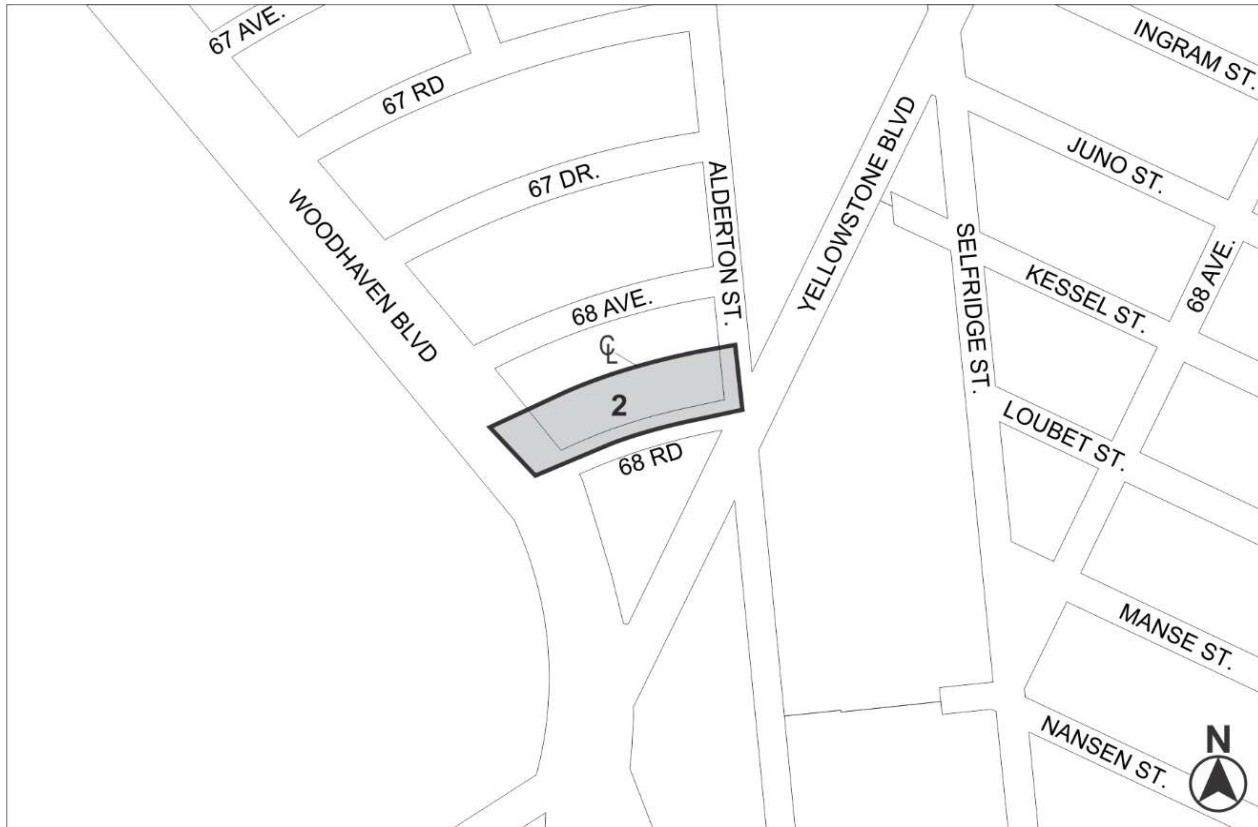 67 AVE.
INGRAM ST.
67 RD
YELLOWSTONE BLVD
JUNO ST.
67 DR.
ALDERTON ST.
WOODHAVEN BLVD
SELFRIDGE ST.
68 AVE.
KESSEL ST.
68 AVE.
CL
2
LOUBET ST.
68 RD
MANSE ST.
NANSEN ST.
N